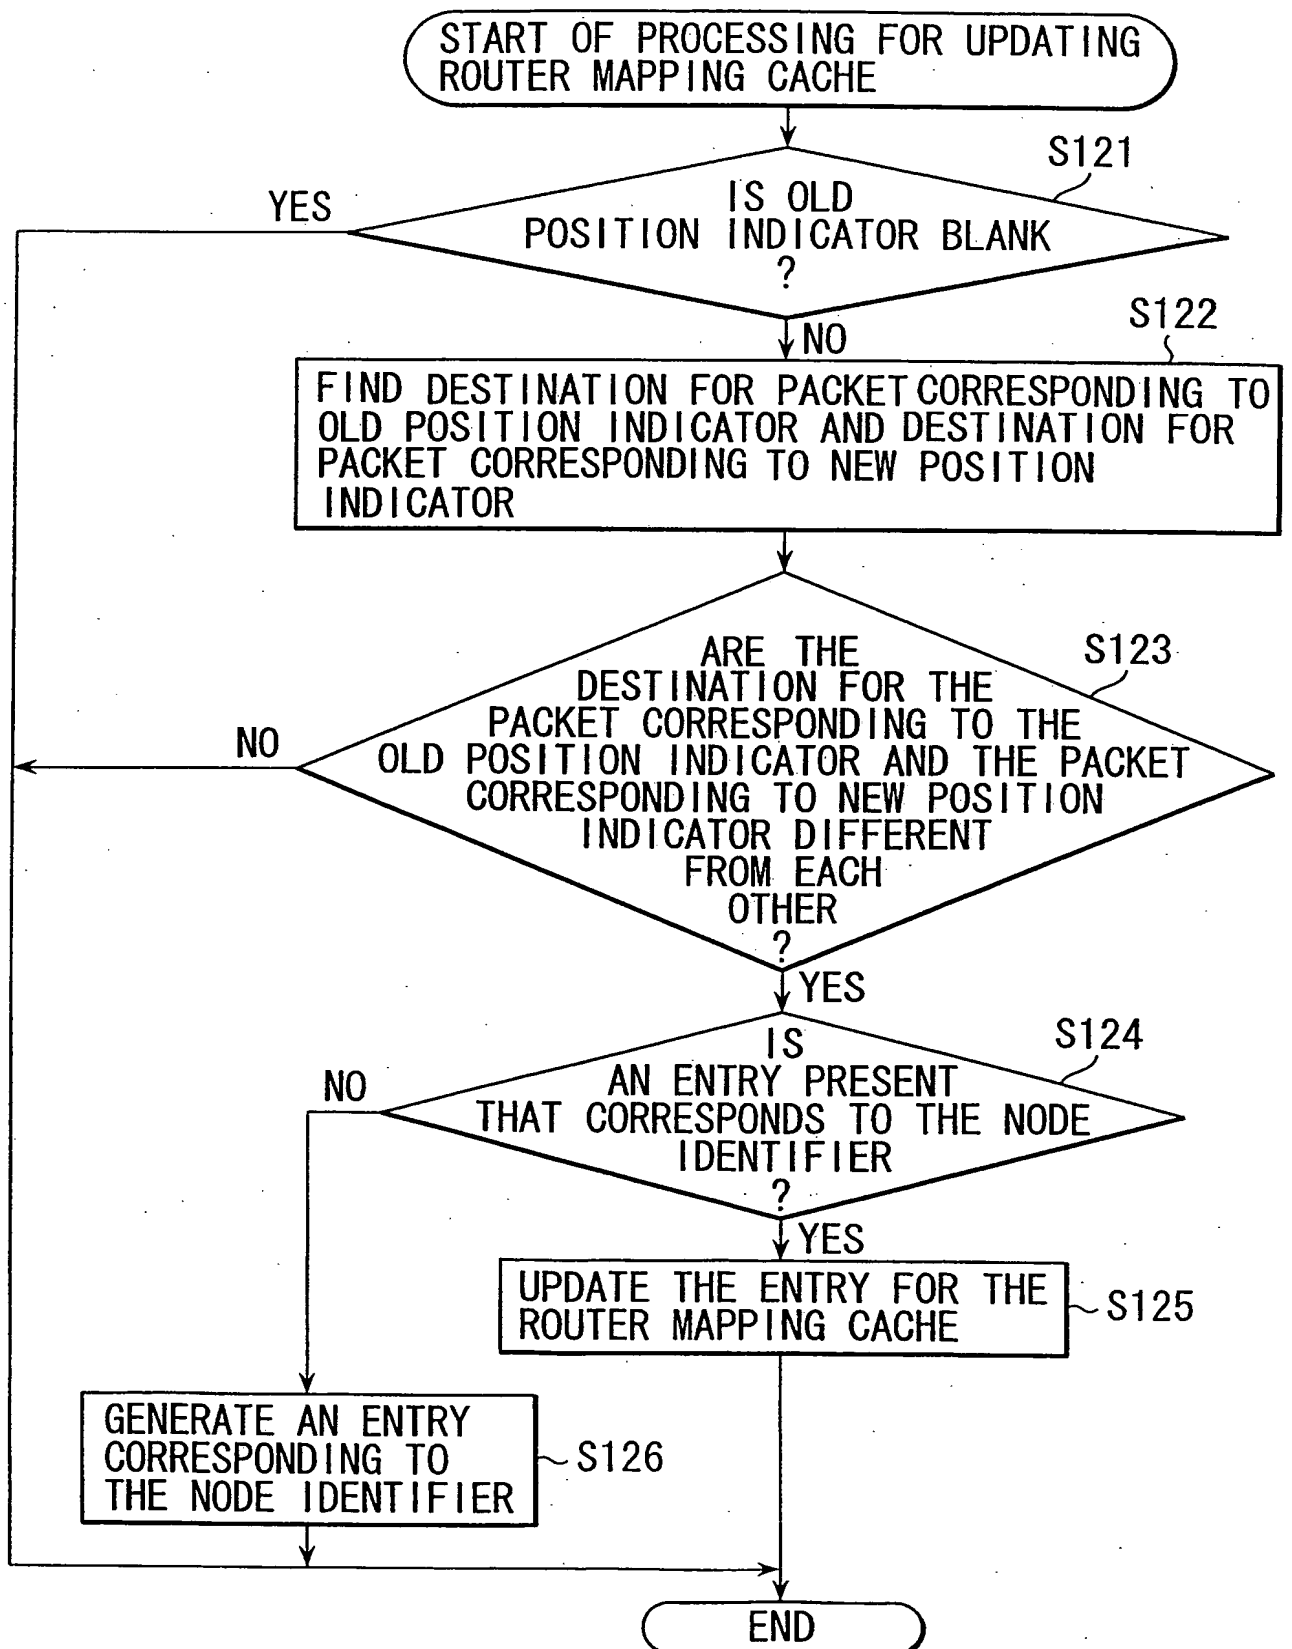 START OF PROCESSING FOR UPDATING
ROUTER MAPPING CACHE
S121
IS OLD
POSITION INDICATOR BLANK
?
YES
NO
S122
FIND DESTINATION FOR PACKET CORRESPONDING TO
OLD POSITION INDICATOR AND DESTINATION FOR
PACKET CORRESPONDING TO NEW POSITION
INDICATOR
S123
ARE THE
DESTINATION FOR THE
PACKET CORRESPONDING TO THE
OLD POSITION INDICATOR AND THE PACKET
CORRESPONDING TO NEW POSITION
INDICATOR DIFFERENT
FROM EACH
OTHER
?
NO
YES
S124
IS
AN ENTRY PRESENT
THAT CORRESPONDS TO THE NODE
IDENTIFIER
?
NO
YES
UPDATE THE ENTRY FOR THE
ROUTER MAPPING CACHE
S125
GENERATE AN ENTRY
CORRESPONDING TO
THE NODE IDENTIFIER
S126
END